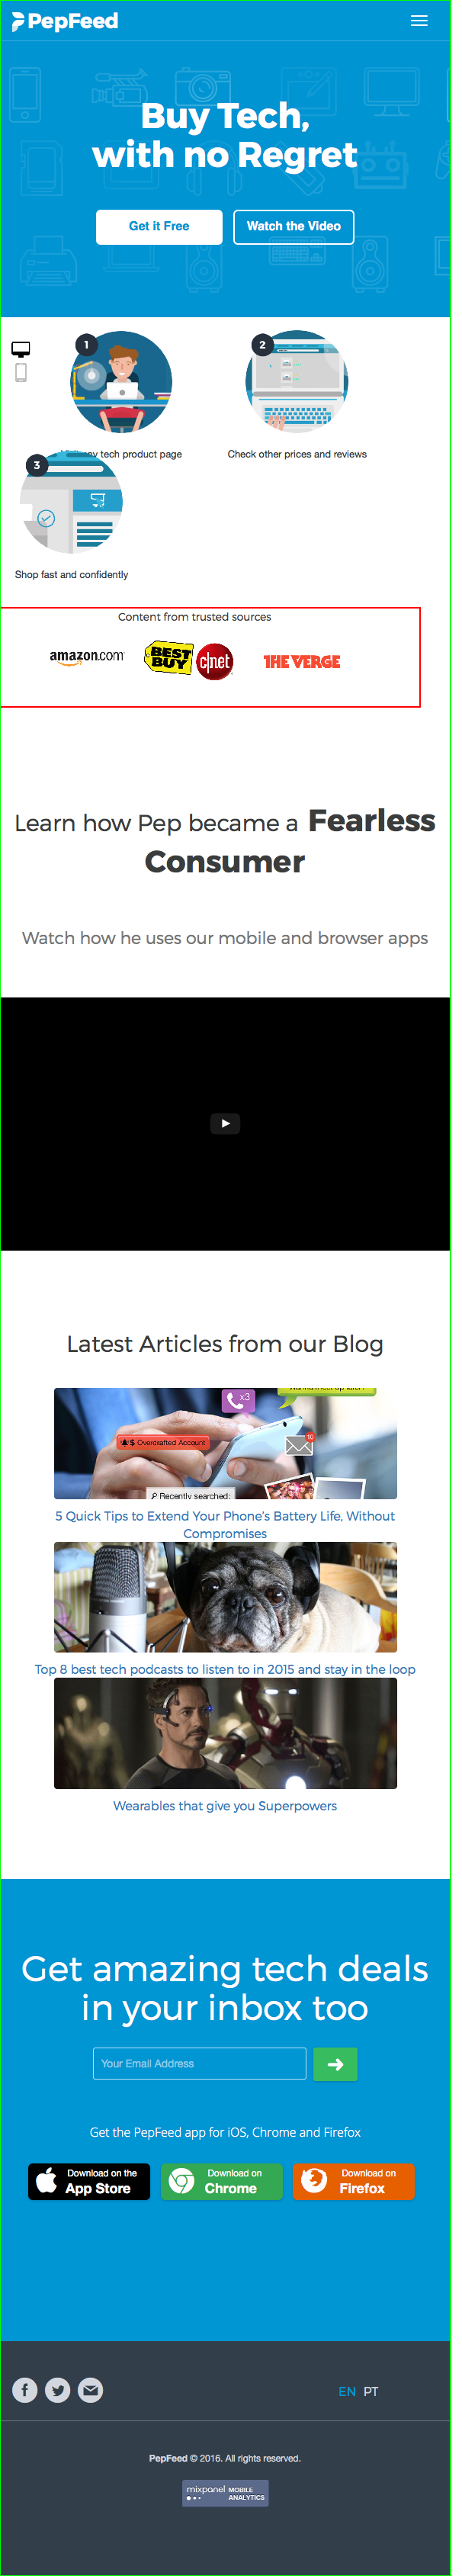 PepFeed
Buy Tech,
with no Regret
Get it Free
Watch the Video
1
2
any tech product page
Check other prices and reviews
3
Shop fast and confidently
Content from trusted sources
amazon.com
BEST
BUY
c|net
THE VERGE
Learn how Pep became a Fearless
Consumer
Watch how he uses our mobile and browser apps
Latest Articles from our Blog
x3
$ Overdrafted Account
10
Recently searched:
5 Quick Tips to Extend Your Phone's Battery Life, Without
Compromises
Top 8 best tech podcasts to listen to in 2015 and stay in the loop
Wearables that give you Superpowers
Get amazing tech deals
in your inbox too
Your Email Address
Get the PepFeed app for iOS, Chrome and Firefox
Download on the
App Store
Download on
Chrome
Download on
Firefox
EN PT
PepFeed © 2016. All rights reserved.
mixpanel MOBILE
ANALYTICS